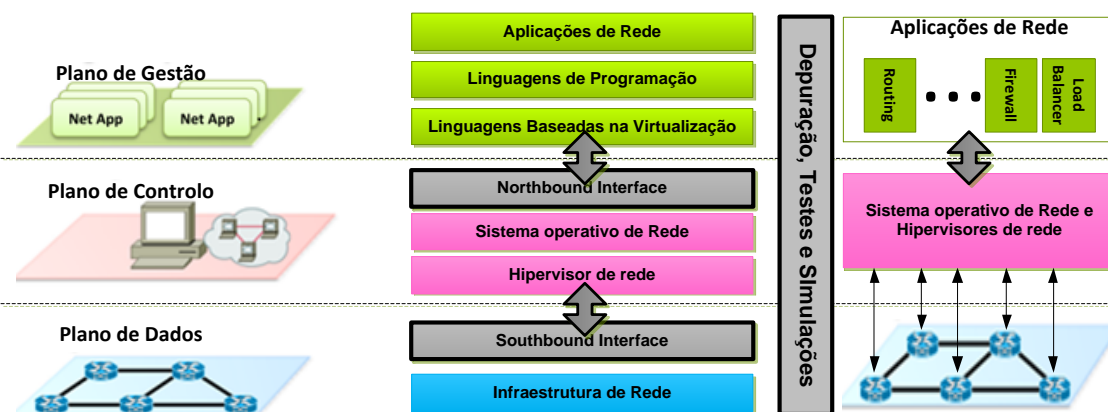 Plano de Gestão
Net App
Net App
Plano de Controlo
Plano de Dados
Aplicações de Rede
Linguagens de Programação
Linguagens Baseadas na Virtualização
Northbound Interface
Sistema operativo de Rede
Hipervisor de rede
Southbound Interface
Infraestrutura de Rede
Depuração, Testes e SImulações
Aplicações de Rede
Routing
Firewall
Load
Balancer
Sistema operativo de Rede e
Hipervisores de rede